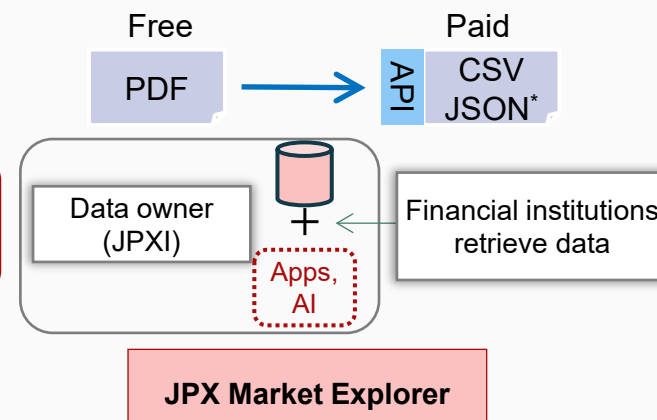 Free
Paid
PDF
API
CSV
JSON*
Data owner
(JPXI)
+
Apps,
AI
Financial institutions
retrieve data
JPX Market Explorer